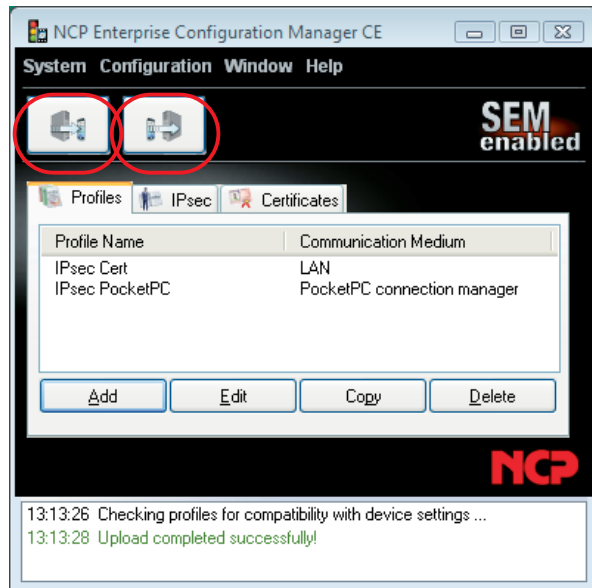 NCP Enterprise Configuration Manager CE
System Configuration Window Help
SEM
enabled
Profiles IPsec Certificates
Profile Name Communication Medium
IPsec Cert LAN
IPsec PocketPC PocketPC connection manager
Add Edit Copy Delete
NCP
13:13:26 Checking profiles for compatibility with device settings ...
13:13:28 Upload completed successfully!